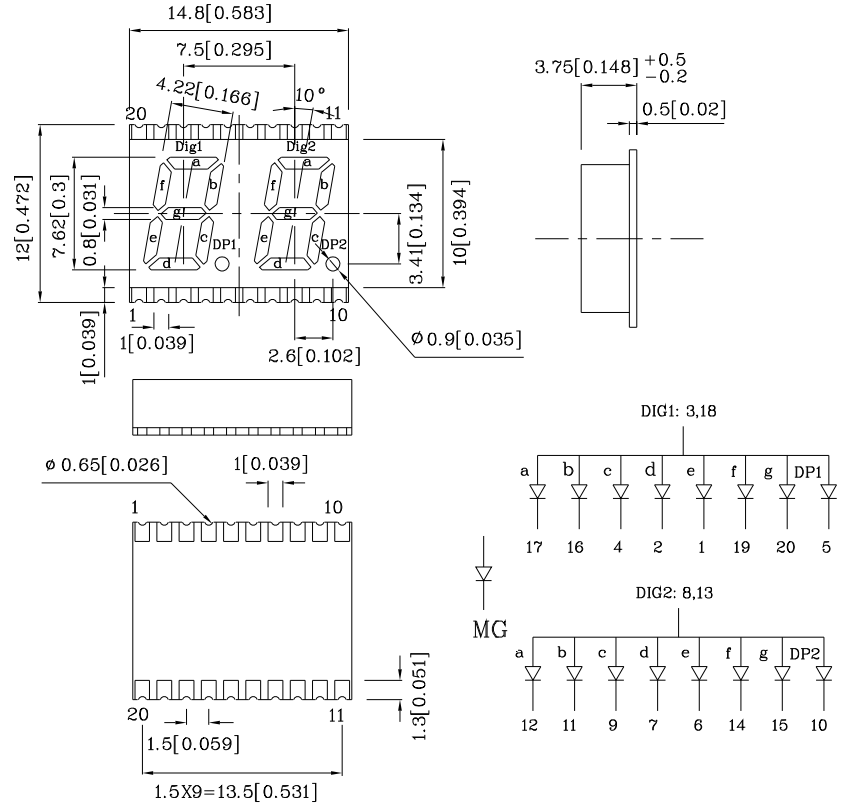 14.8[0.583]
7.5[0.295]
4.22[0.166]
10°
20
11
Dig1
Dig2
a
b
c
d
e
f
g
DP1
a
b
c
d
e
f
g
DP2
12[0.472]
7.62[0.3]
0.8[0.031]
1[0.039]
3.41[0.134]
10[0.394]
1
10
1[0.039]
2.6[0.102]
ø 0.9[0.035]
3.75[0.148] +0.5 −0.2
0.5[0.02]
ø 0.65[0.026]
1[0.039]
1
10
20
11
1.3[0.051]
1.5[0.059]
1.5X9=13.5[0.531]
DIG1: 3,18
a b c d e f g DP1
17 16 4 2 1 19 20 5
MG
DIG2: 8,13
a b c d e f g DP2
12 11 9 7 6 14 15 10